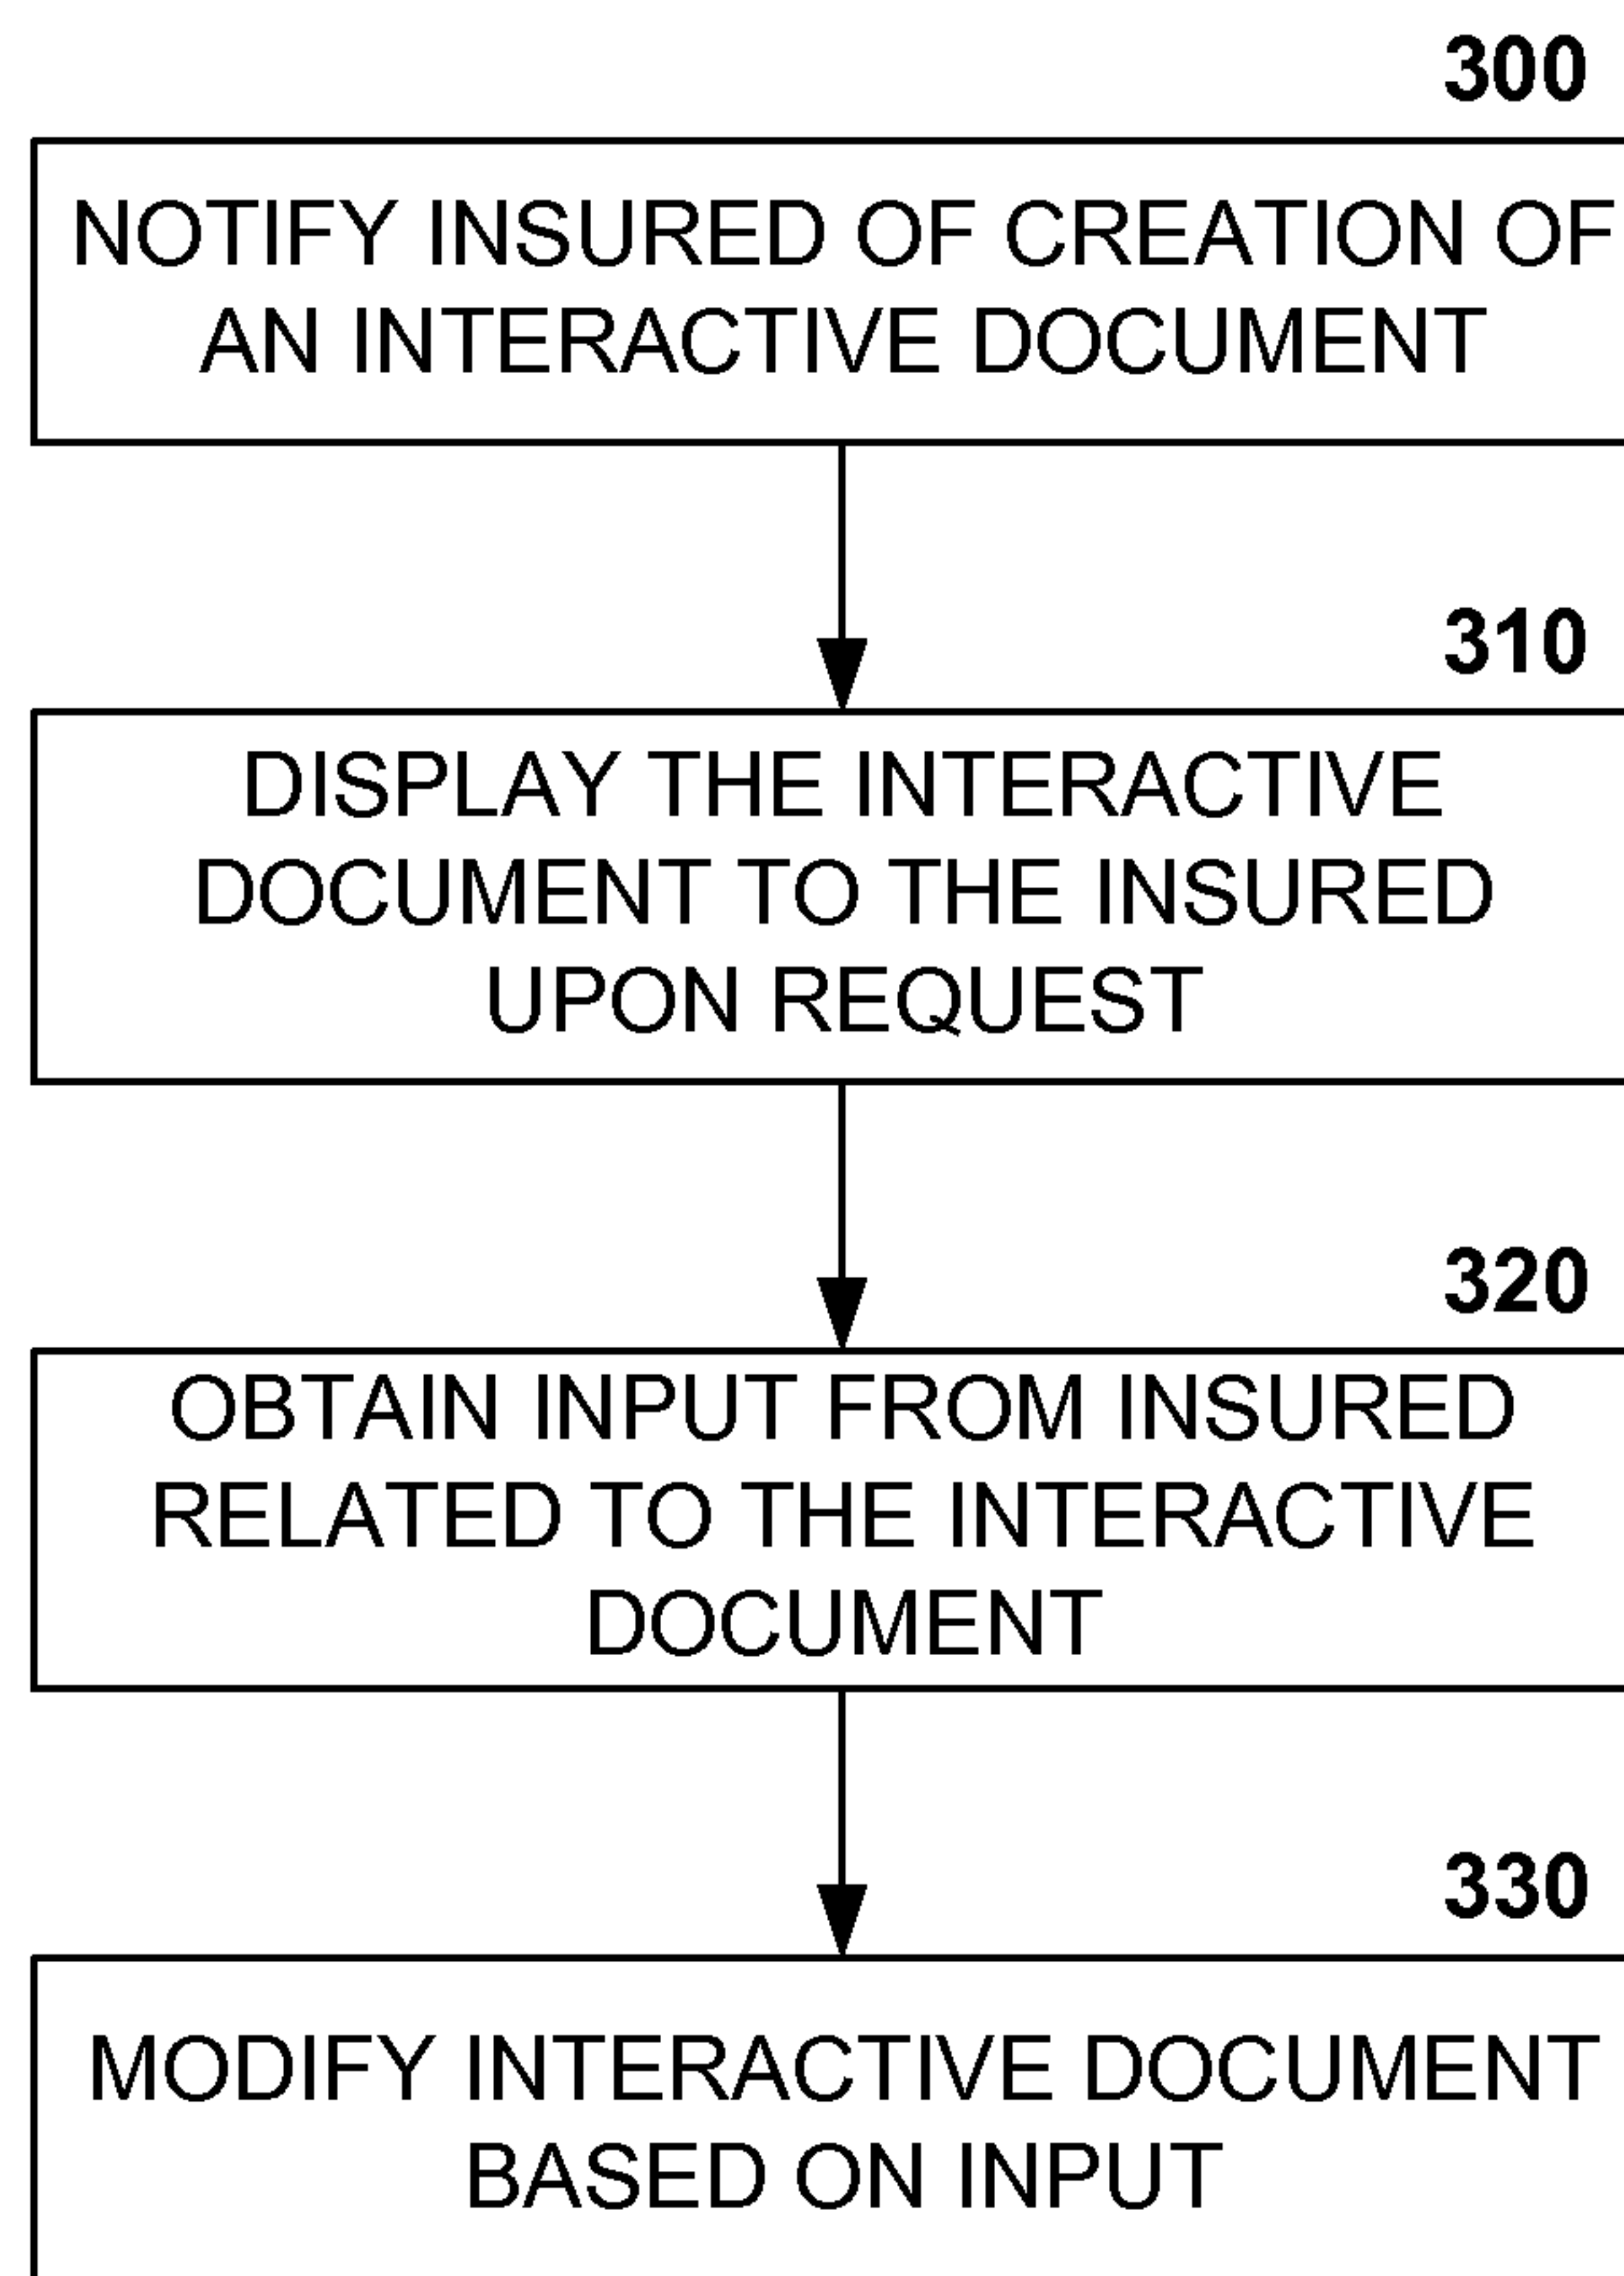 300
NOTIFY INSURED OF CREATION OF
AN INTERACTIVE DOCUMENT
310
DISPLAY THE INTERACTIVE
DOCUMENT TO THE INSURED
UPON REQUEST
320
OBTAIN INPUT FROM INSURED
RELATED TO THE INTERACTIVE
DOCUMENT
330
MODIFY INTERACTIVE DOCUMENT
BASED ON INPUT